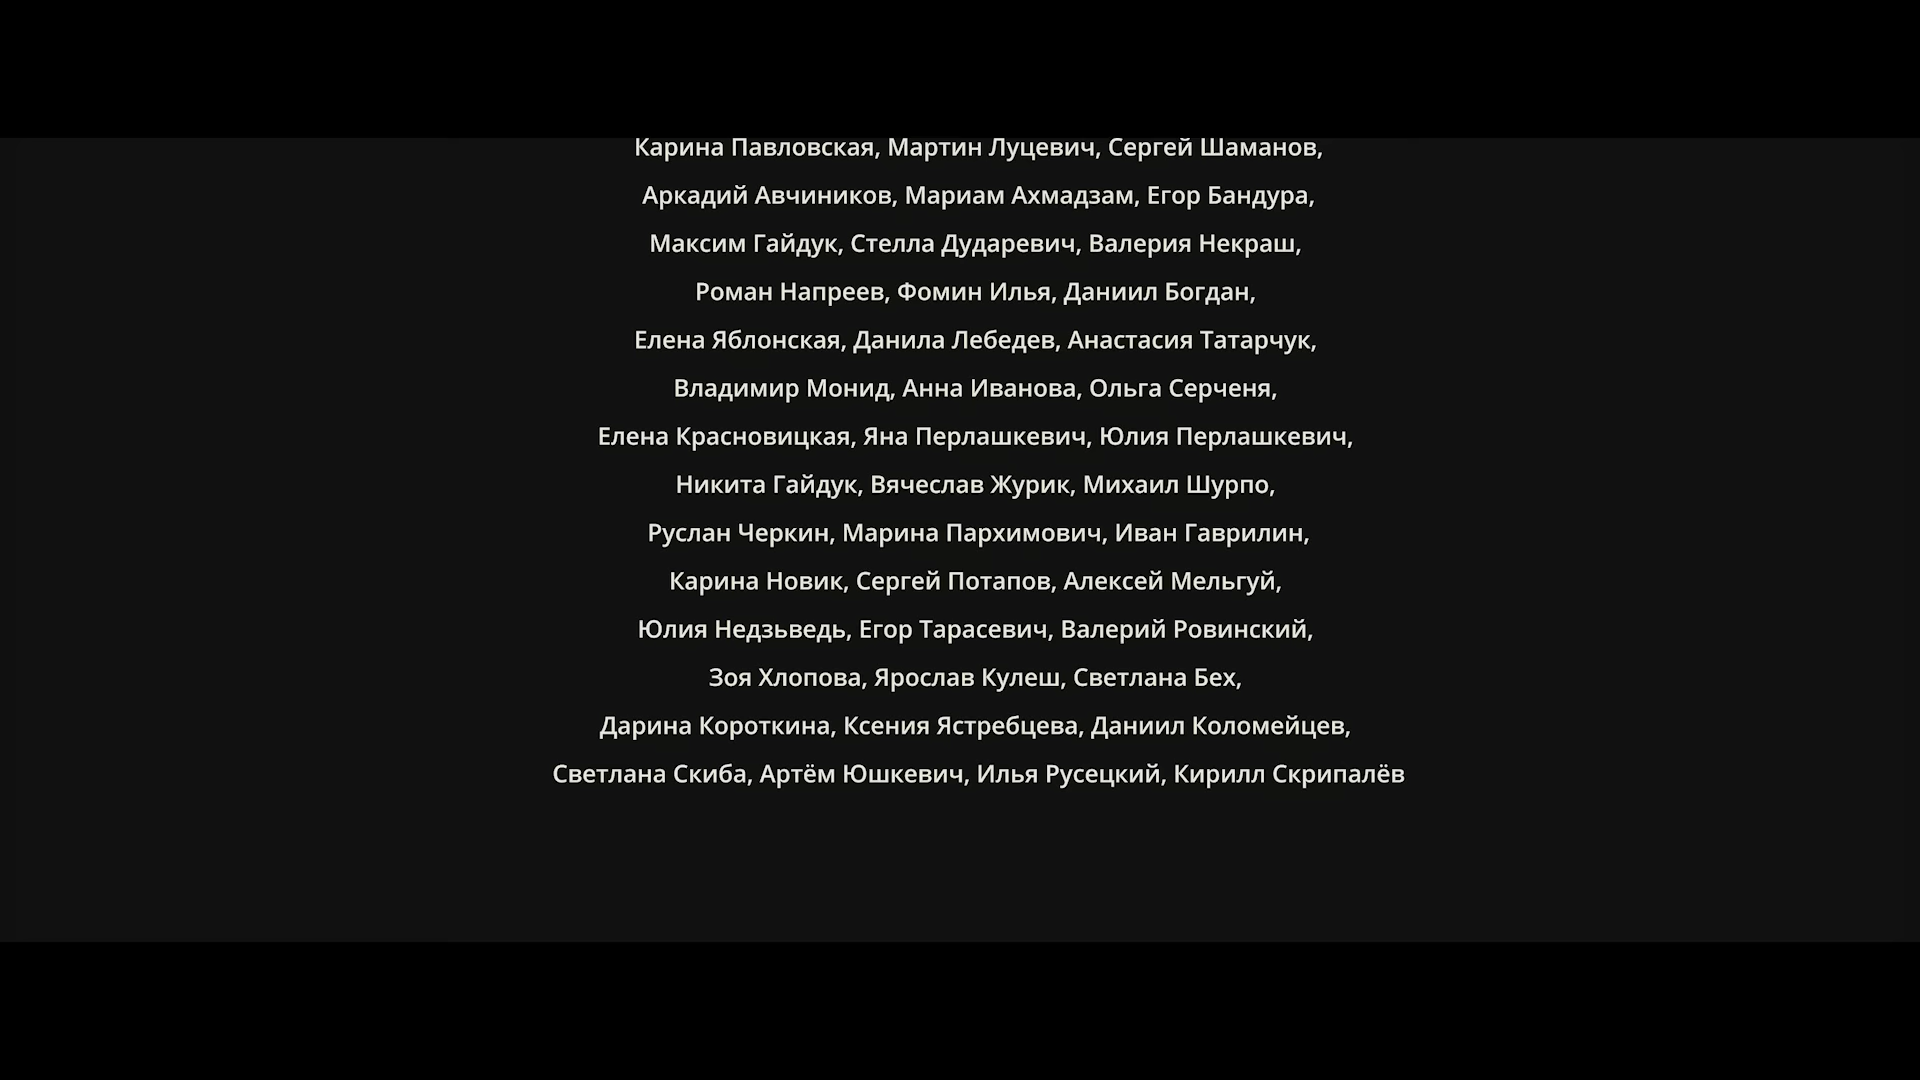 Карина Павловская, Мартин Луцевич, Сергей Шаманов,
Аркадий Авчиников, Мариам Ахмадзам, Егор Бандура,
Максим Гайдук, Стелла Дударевич, Валерия Некраш,
Роман Напреев, Фомин Илья, Даниил Богдан,
Елена Яблонская, Данила Лебедев, Анастасия Татарчук,
Владимир Монид, Анна Иванова, Ольга Серченя,
Елена Красновицкая, Яна Перлашкевич, Юлия Перлашкевич,
Никита Гайдук, Вячеслав Журик, Михаил Шурпо,
Руслан Черкин, Марина Пархимович, Иван Гаврилин,
Карина Новик, Сергей Потапов, Алексей Мельгуй,
Юлия Недзьведь, Егор Тарасевич, Валерий Ровинский,
Зоя Хлопова, Ярослав Кулеш, Светлана Бех,
Дарина Короткина, Ксения Ястребцева, Даниил Коломейцев,
Светлана Скиба, Артём Юшкевич, Илья Русецкий, Кирилл Скрипалёв